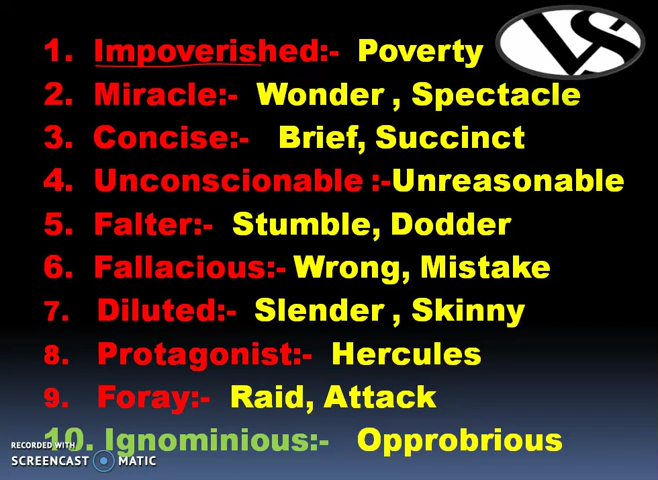 1. Impoverished:- Poverty
VS
2. Miracle:- Wonder , Spectacle
3. Concise:- Brief, Succinct
4. Unconscionable :-Unreasonable
5. Falter:- Stumble, Dodder
6. Fallacious:- Wrong, Mistake
7. Diluted:- Slender , Skinny
8. Protagonist:- Hercules
9. Foray:- Raid, Attack
10. Ignominious:- Opprobrious
RECORDED WITH
SCREENCAST MATIC